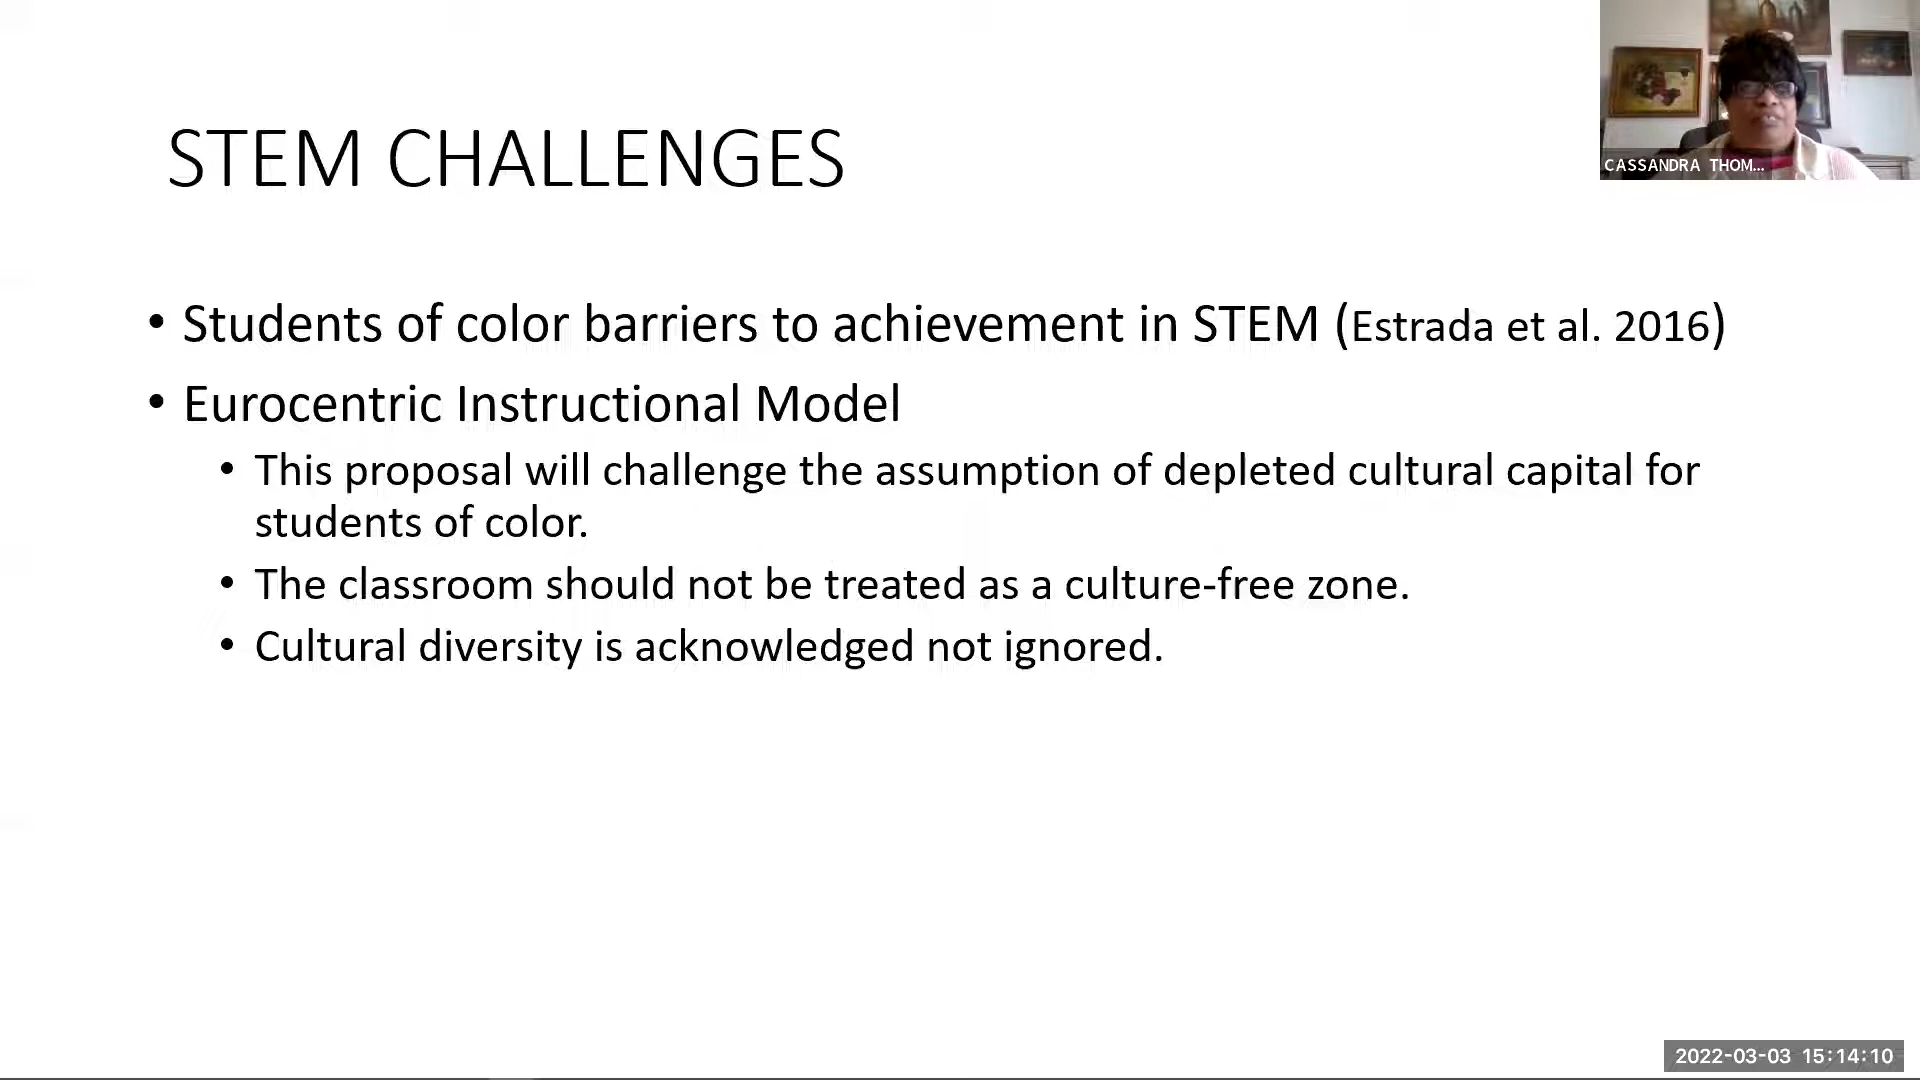 STEM CHALLENGES
CASSANDRA THOM...
• Students of color barriers to achievement in STEM (Estrada et al. 2016)
• Eurocentric Instructional Model
• This proposal will challenge the assumption of depleted cultural capital for
students of color.
• The classroom should not be treated as a culture-free zone.
• Cultural diversity is acknowledged not ignored.
2022-03-03 15:14:10